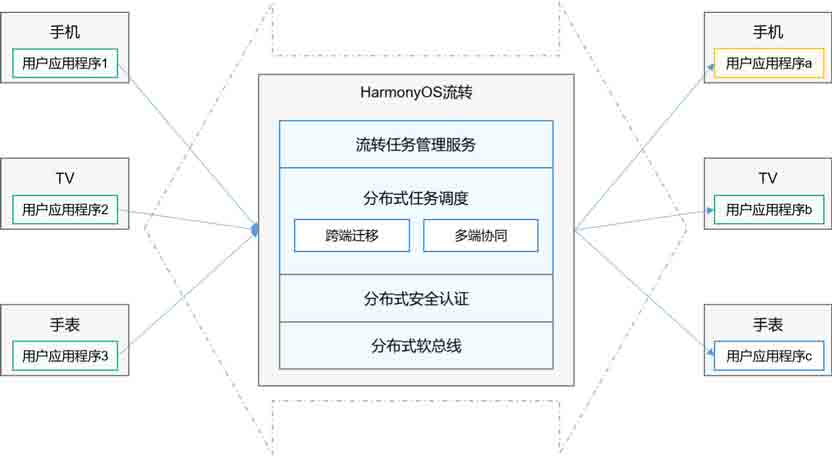 手机
用户应用程序1
TV
用户应用程序2
手表
用户应用程序3
HarmonyOS流转
流转任务管理服务
分布式任务调度
跨端迁移
多端协同
分布式安全认证
分布式软总线
手机
用户应用程序a
TV
用户应用程序b
手表
用户应用程序c